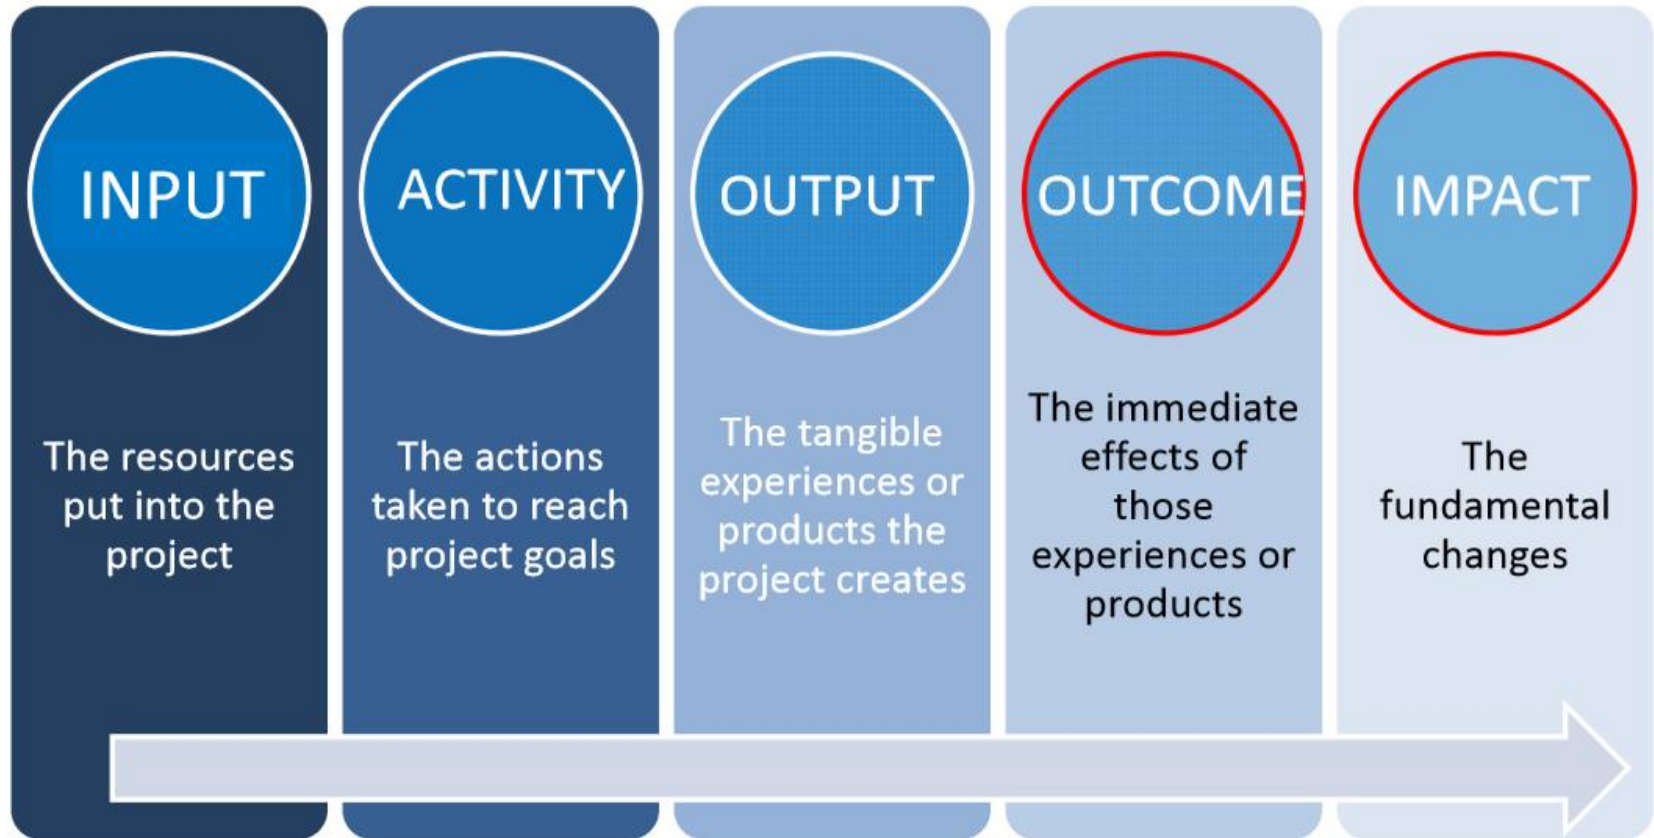 INPUT
The resources
put into the
project
ACTIVITY
The actions
taken to reach
project goals
OUTPUT
The tangible
experiences or
products the
project creates
OUTCOME
The immediate
effects of
those
experiences or
products
IMPACT
The
fundamental
changes